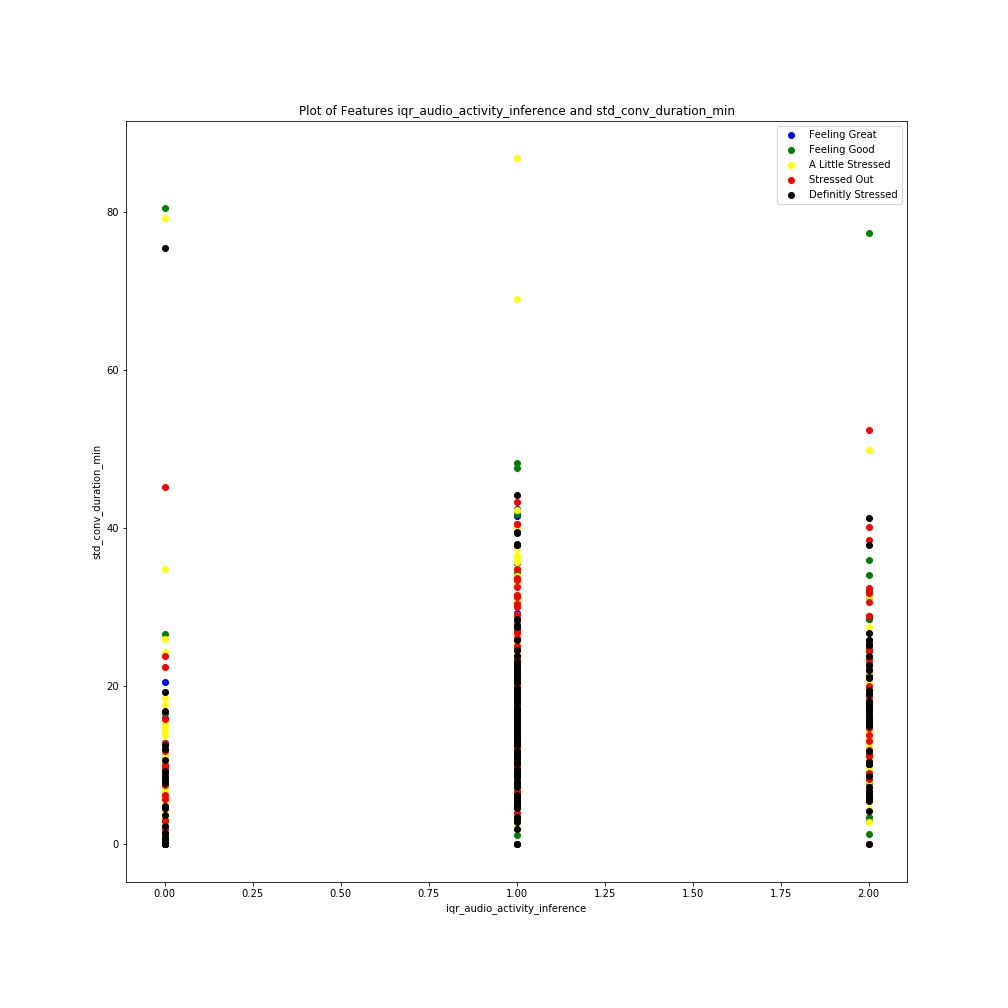 Plot of Features iqr_audio_activity_inference and std_conv_duration_min
Feeling Great
Feeling Good
A Little Stressed
Stressed Out
Definitly Stressed
80
60
40
20
0
std_conv_duration_min
0.00 0.25 0.50 0.75 1.00 1.25 1.50 1.75 2.00
iqr_audio_activity_inference